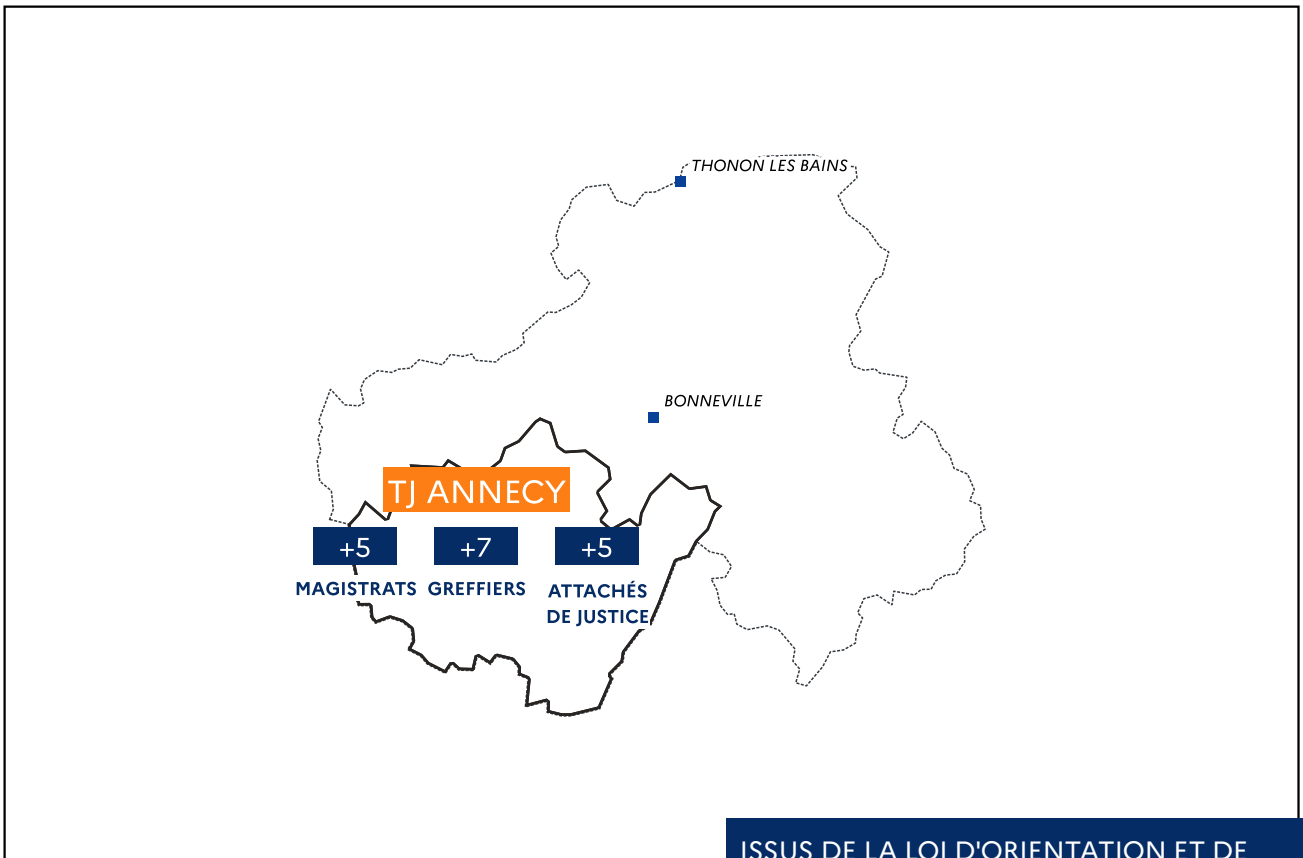 THONON LES BAINS
BONNEVILLE
TJ ANNECY
+5 +7 +5
MAGISTRATS GREFFIERS ATTACHÉS
DE JUSTICE
ISSUS DE LA LOI D'ORIENTATION ET DE